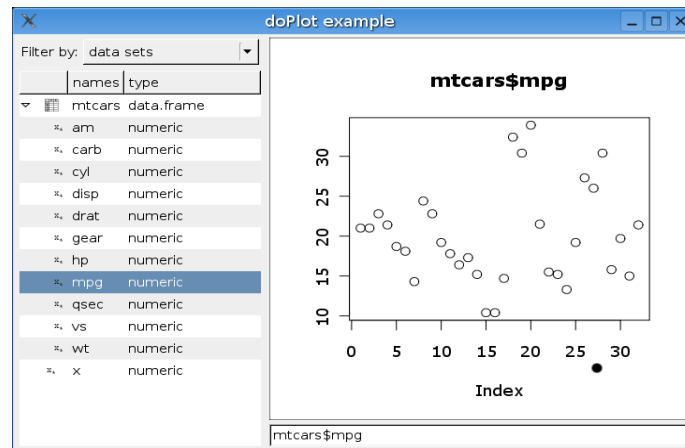 doPlot example
Filter by: data sets
names type
mtcars data.frame
am numeric
carb numeric
cyl numeric
disp numeric
drat numeric
gear numeric
hp numeric
mpg numeric
qsec numeric
vs numeric
wt numeric
x numeric
mtcars$mpg
30
25
20
15
10
0 5 10 15 20 25 30
Index
mtcars$mpg